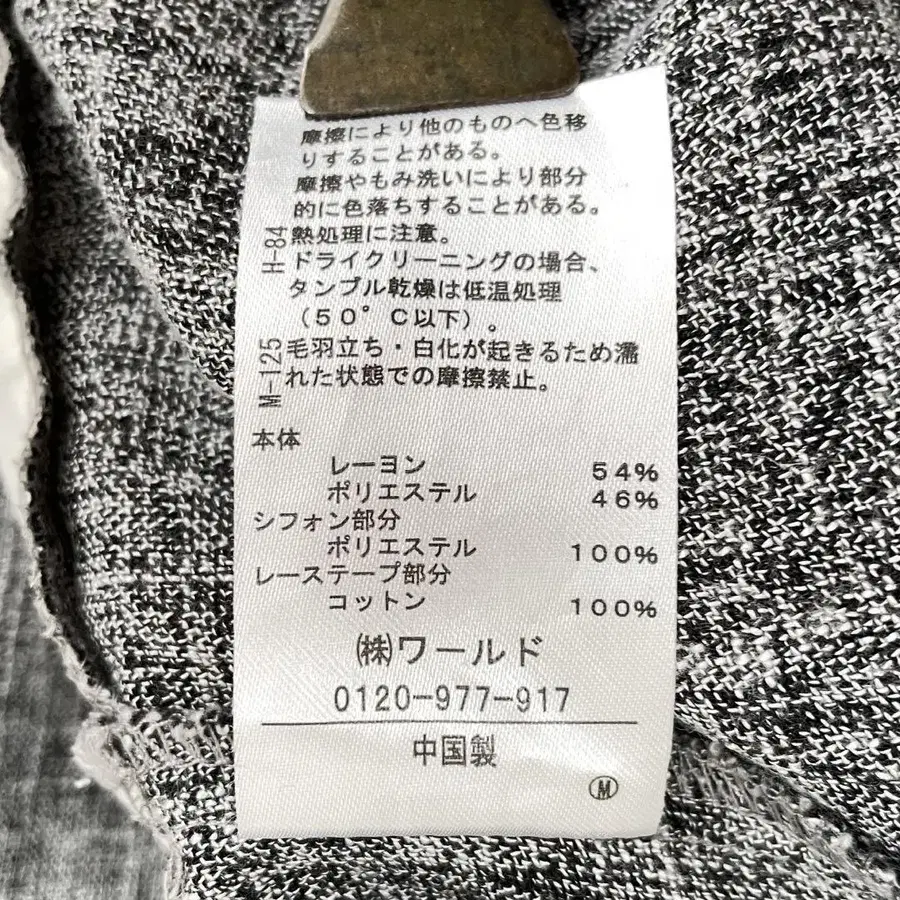 摩擦により他のものへ色移
りすることがある。
摩擦やもみ洗いにより部分
的に色落ちすることがある。
熱処理に注意。
ドライクリーニングの場合、
タンブル乾燥は低温処理
（５０°Ｃ以下）。
毛羽立ち・白化が起きるため濡
れた状態での摩擦禁止。
H-84
M-125
本体
レーヨン 54%
ポリエステル 46%
シフォン部分
ポリエステル 100%
レーステープ部分
コットン 100%
㈱ワールド
0120-977-917
中国製
Ⓜ